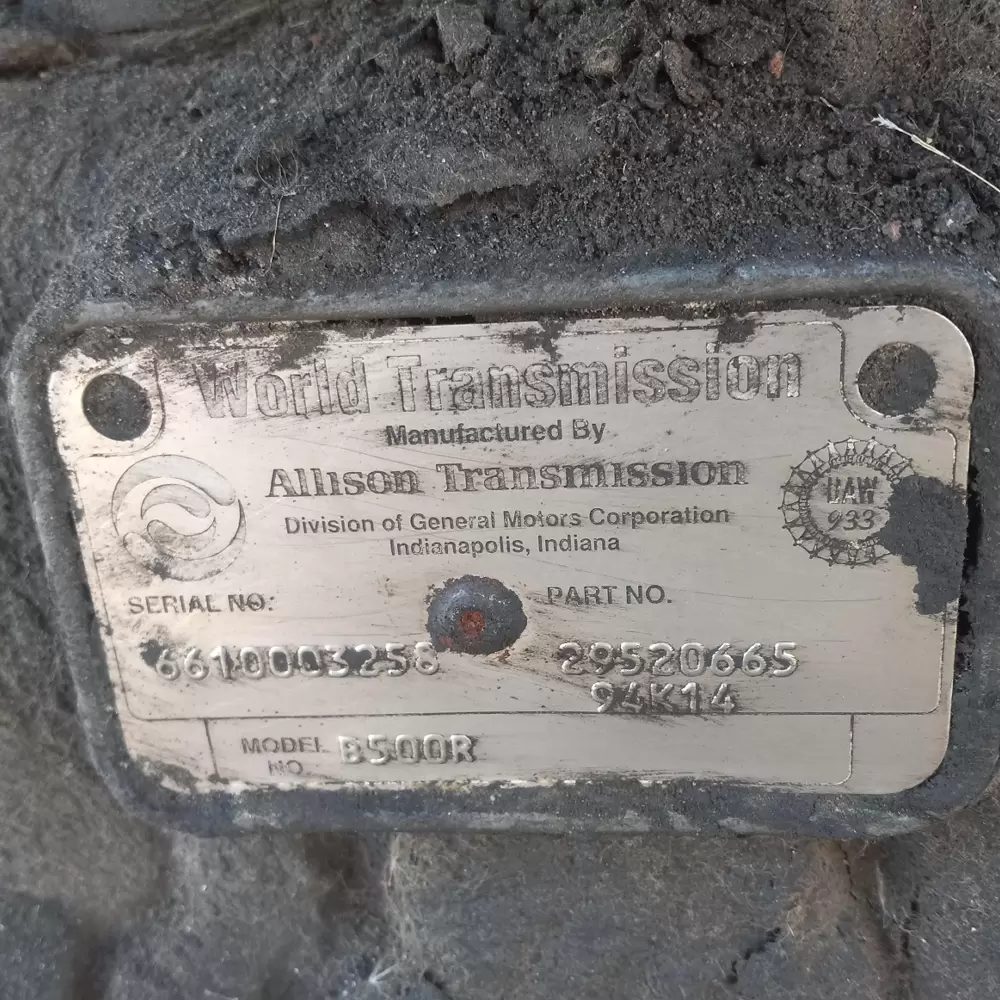 World Transmission
Manufactured By
Allison Transmission
Division of General Motors Corporation
Indianapolis, Indiana
UAW
933
SERIAL NO:
PART NO.
6610003258
29520665
94K14
MODEL NO.
B500R